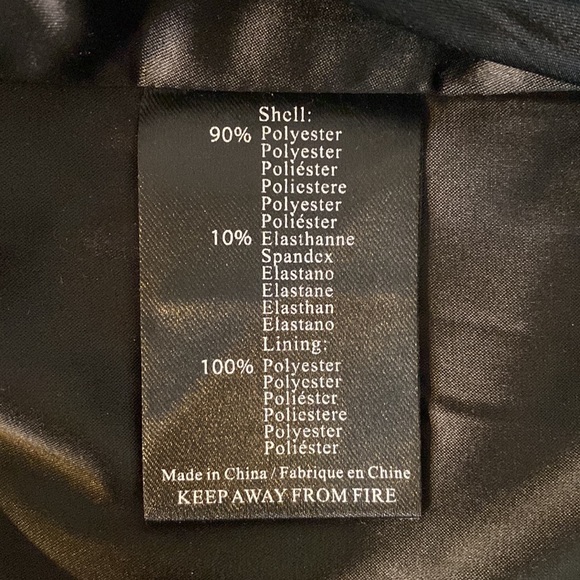 Shell:
90% Polyester
Polyester
Poliéster
Poliestere
Polyester
Poliéster
10% Elasthanne
Spandex
Elastano
Elastane
Elasthan
Elastano
Lining:
100% Polyester
Polyester
Poliéster
Poliestere
Polyester
Poliéster
Made in China / Fabrique en Chine
KEEP AWAY FROM FIRE